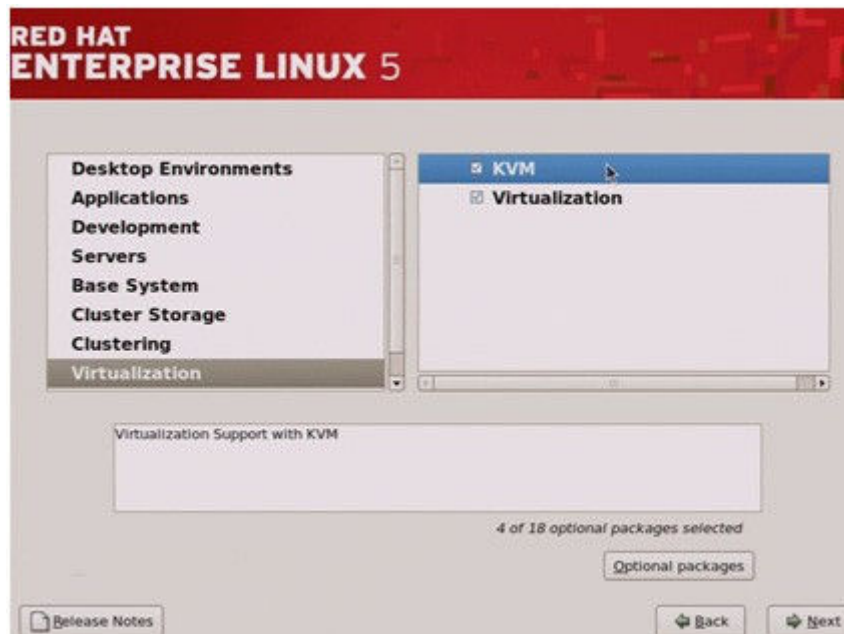 RED HAT
ENTERPRISE LINUX 5
Desktop Environments
Applications
Development
Servers
Base System
Cluster Storage
Clustering
Virtualization
KVM
Virtualization
Virtualization Support with KVM
4 of 18 optional packages selected
Optional packages
Release Notes
Back
Next